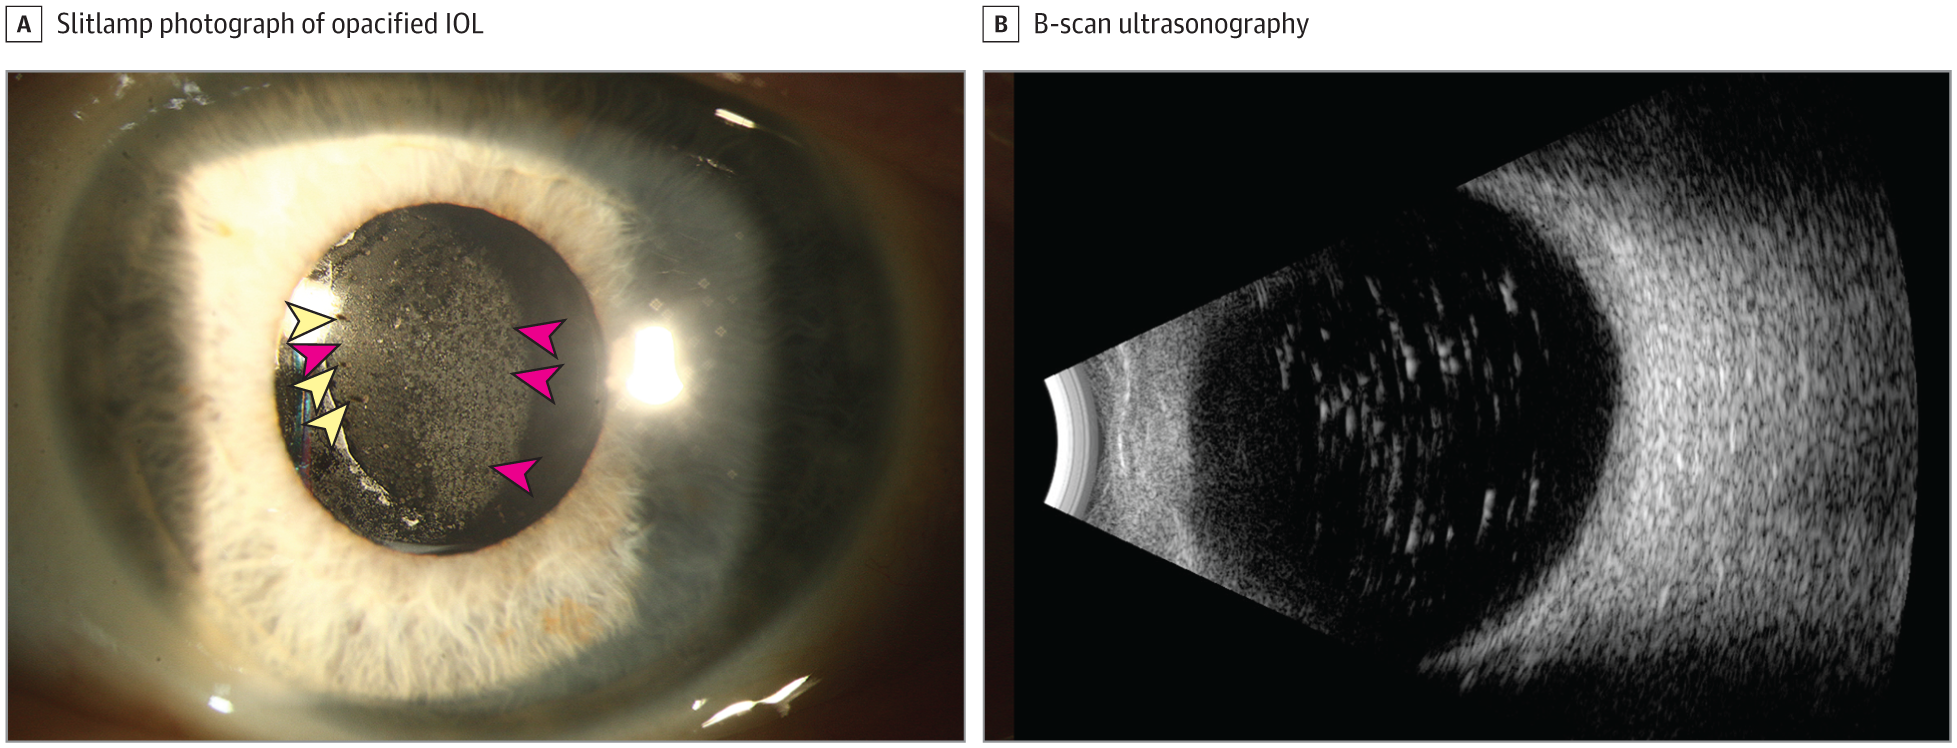 A Slitlamp photograph of opacified IOL
B B-scan ultrasonography